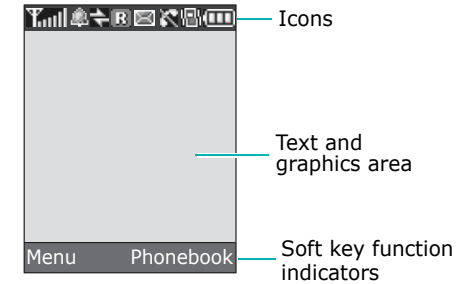 R
Icons
Text and
graphics area
Menu Phonebook
Soft key function
indicators